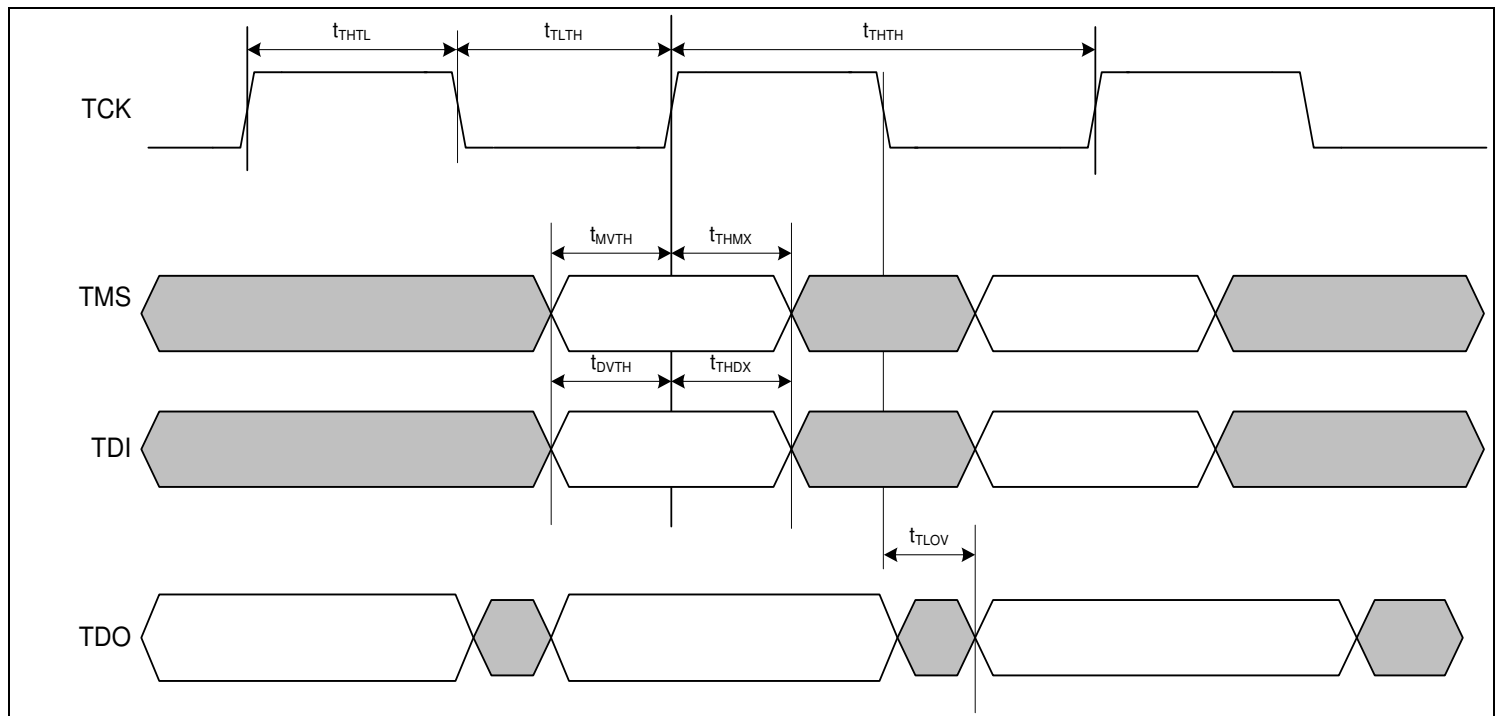 tTHTL tTLTH tTHTH
TCK
tMVTH tTHMX
TMS
tDVTH tTHDX
TDI
tTLOV
TDO